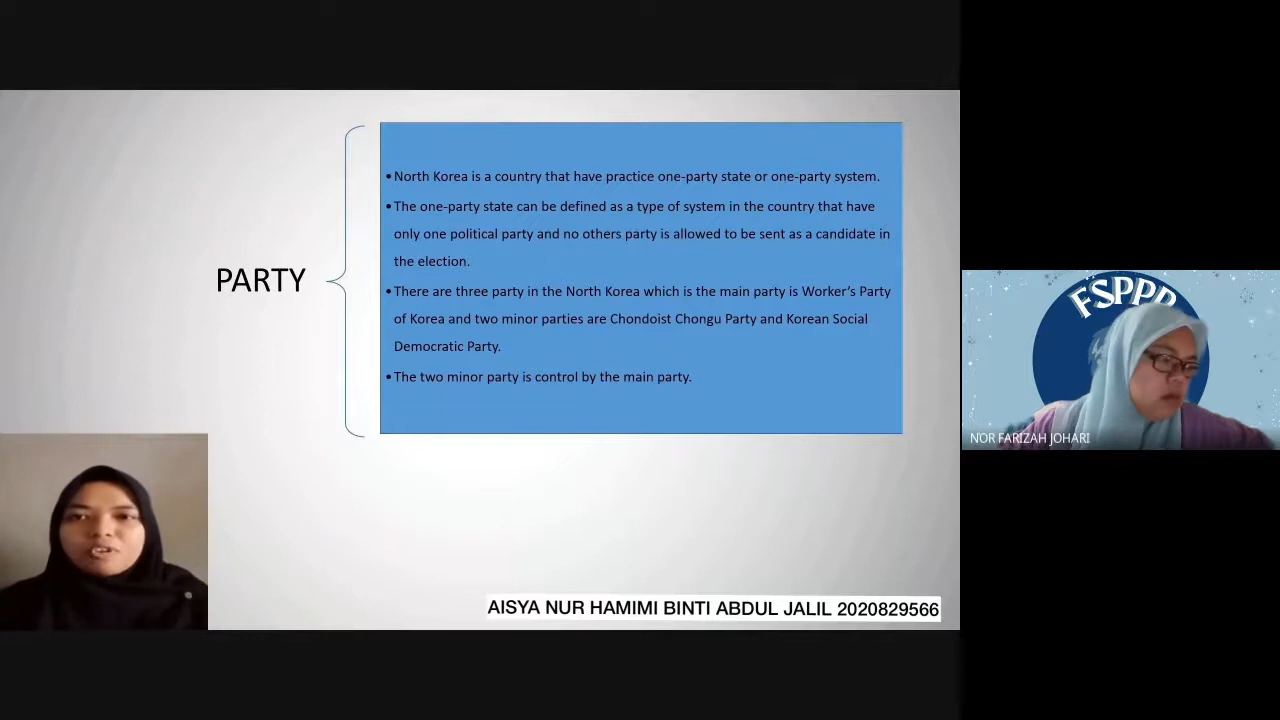 PARTY
•North Korea is a country that have practice one-party state or one-party system.
•The one-party state can be defined as a type of system in the country that have
only one political party and no others party is allowed to be sent as a candidate in
the election.
•There are three party in the North Korea which is the main party is Worker’s Party
of Korea and two minor parties are Chondoist Chongu Party and Korean Social
Democratic Party.
•The two minor party is control by the main party.
FSPPP
NOR FARIZAH JOHARI
AISYA NUR HAMIMI BINTI ABDUL JALIL 2020829566